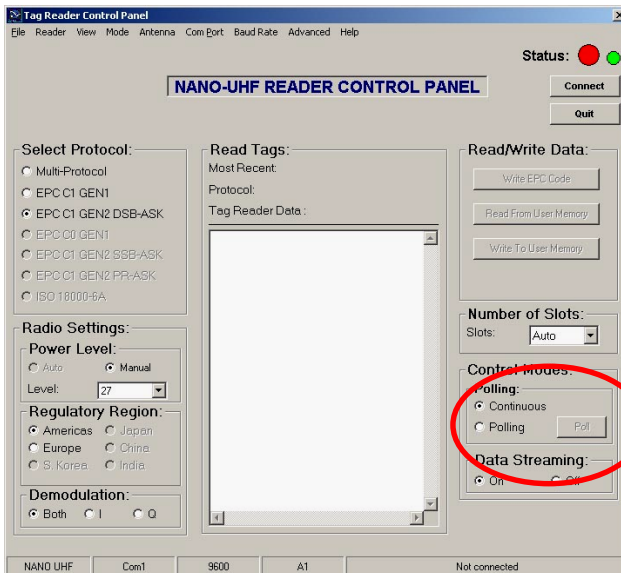 Tag Reader Control Panel
File Reader View Mode Antenna Com Port Baud Rate Advanced Help
Status:
NANO-UHF READER CONTROL PANEL
Connect
Quit
Select Protocol:
Multi-Protocol
EPC C1 GEN1
EPC C1 GEN2 DSB-ASK
EPC C0 GEN1
EPC C1 GEN2 SSB-ASK
EPC C1 GEN2 PR-ASK
ISO 18000-6A
Radio Settings:
Power Level:
Auto Manual
Level: 27
Regulatory Region:
Americas Japan
Europe China
S. Korea India
Demodulation:
Both I Q
Read Tags:
Most Recent:
Protocol:
Tag Reader Data :
Read/Write Data:
Write EPC Code
Read From User Memory
Write To User Memory
Number of Slots:
Slots: Auto
Control Modes:
Polling:
Continuous
Polling Poll
Data Streaming:
On Off
NANO UHF Com1 9600 A1 Not connected